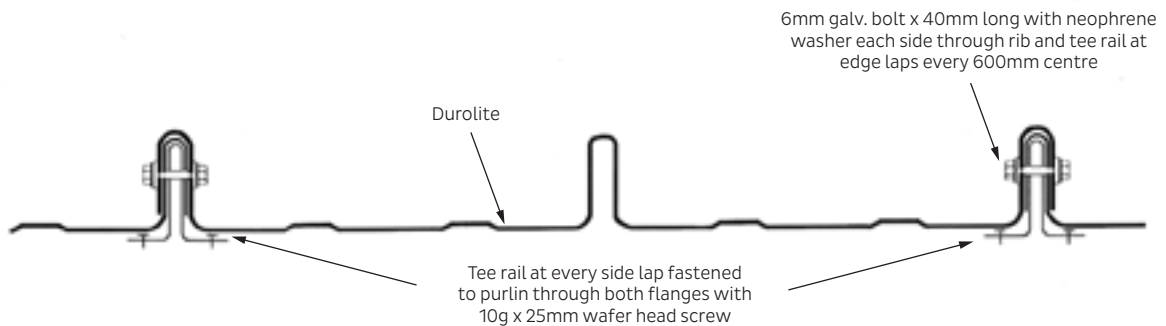 6mm galv. bolt x 40mm long with neophrene
washer each side through rib and tee rail at
edge laps every 600mm centre
Durolite
Tee rail at every side lap fastened
to purlin through both flanges with
10g x 25mm wafer head screw